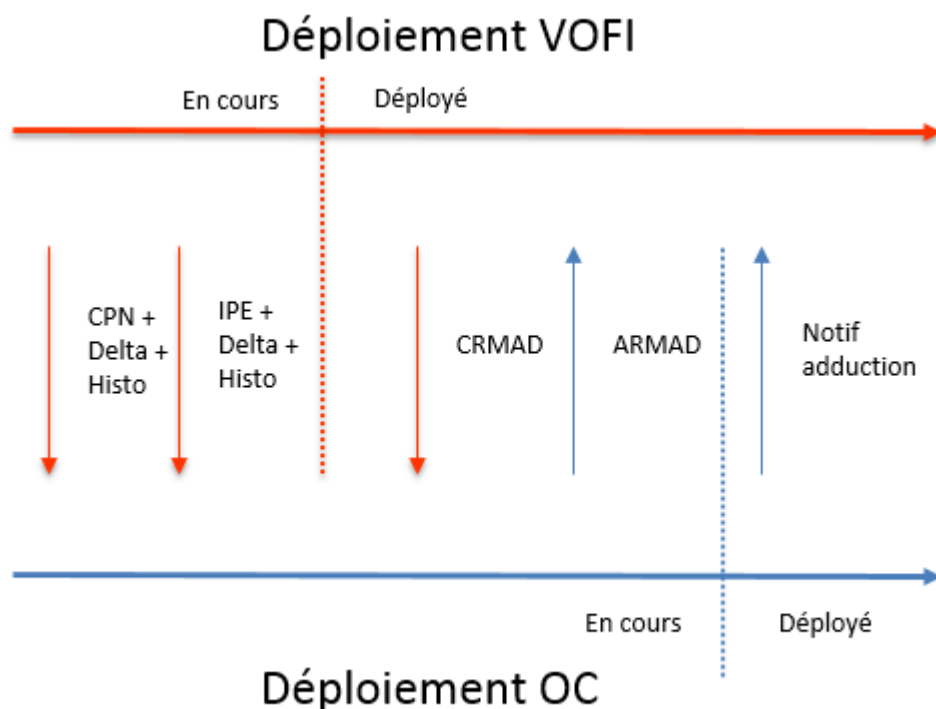 Déploiement VOFI
En cours
Déployé
CPN +
Delta +
Histo
IPE +
Delta +
Histo
CRMAD
ARMAD
Notif
adduction
En cours
Déployé
Déploiement OC